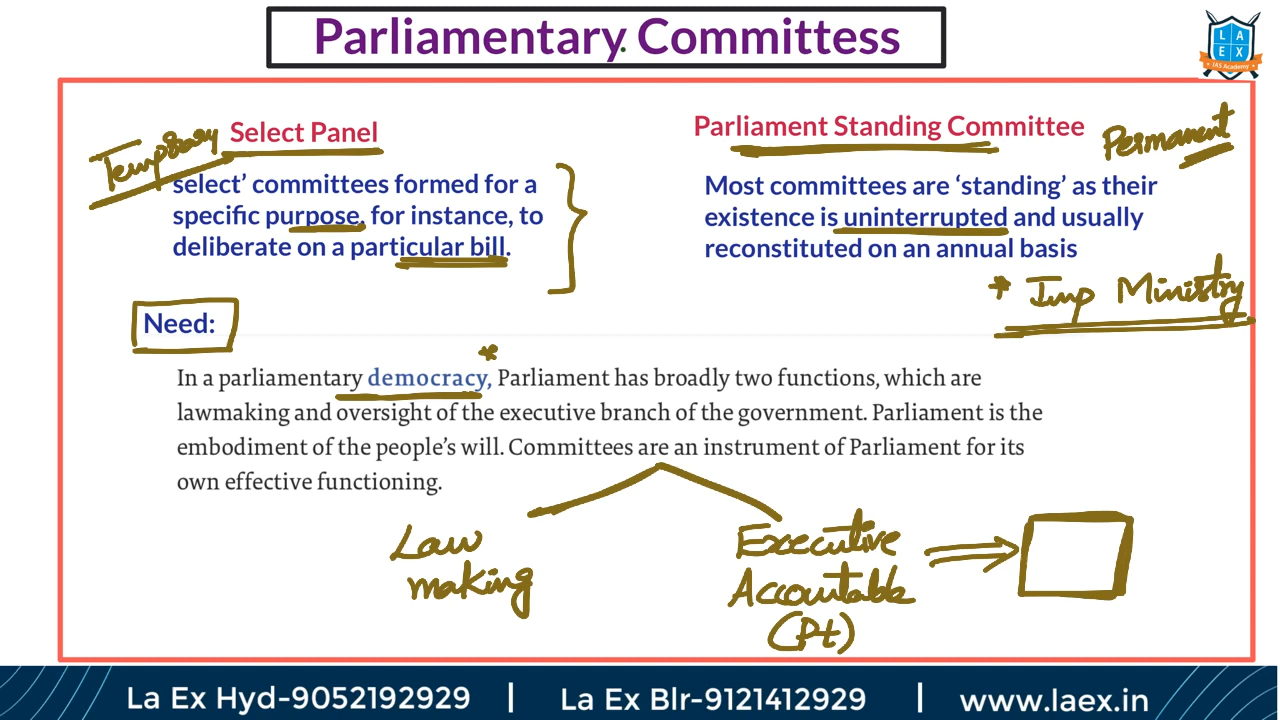 Parliamentary Committess
L A
E X
IAS Academy
Temporary
Select Panel
select’ committees formed for a
specific purpose, for instance, to
deliberate on a particular bill.
Parliament Standing Committee
Permanent
Most committees are ‘standing’ as their
existence is uninterrupted and usually
reconstituted on an annual basis
* Imp Ministry
Need:
In a parliamentary democracy,* Parliament has broadly two functions, which are
lawmaking and oversight of the executive branch of the government. Parliament is the
embodiment of the people’s will. Committees are an instrument of Parliament for its
own effective functioning.
Law
making
Executive
Accountable
(Pt)
La Ex Hyd-9052192929 | La Ex Blr-9121412929 | www.laex.in